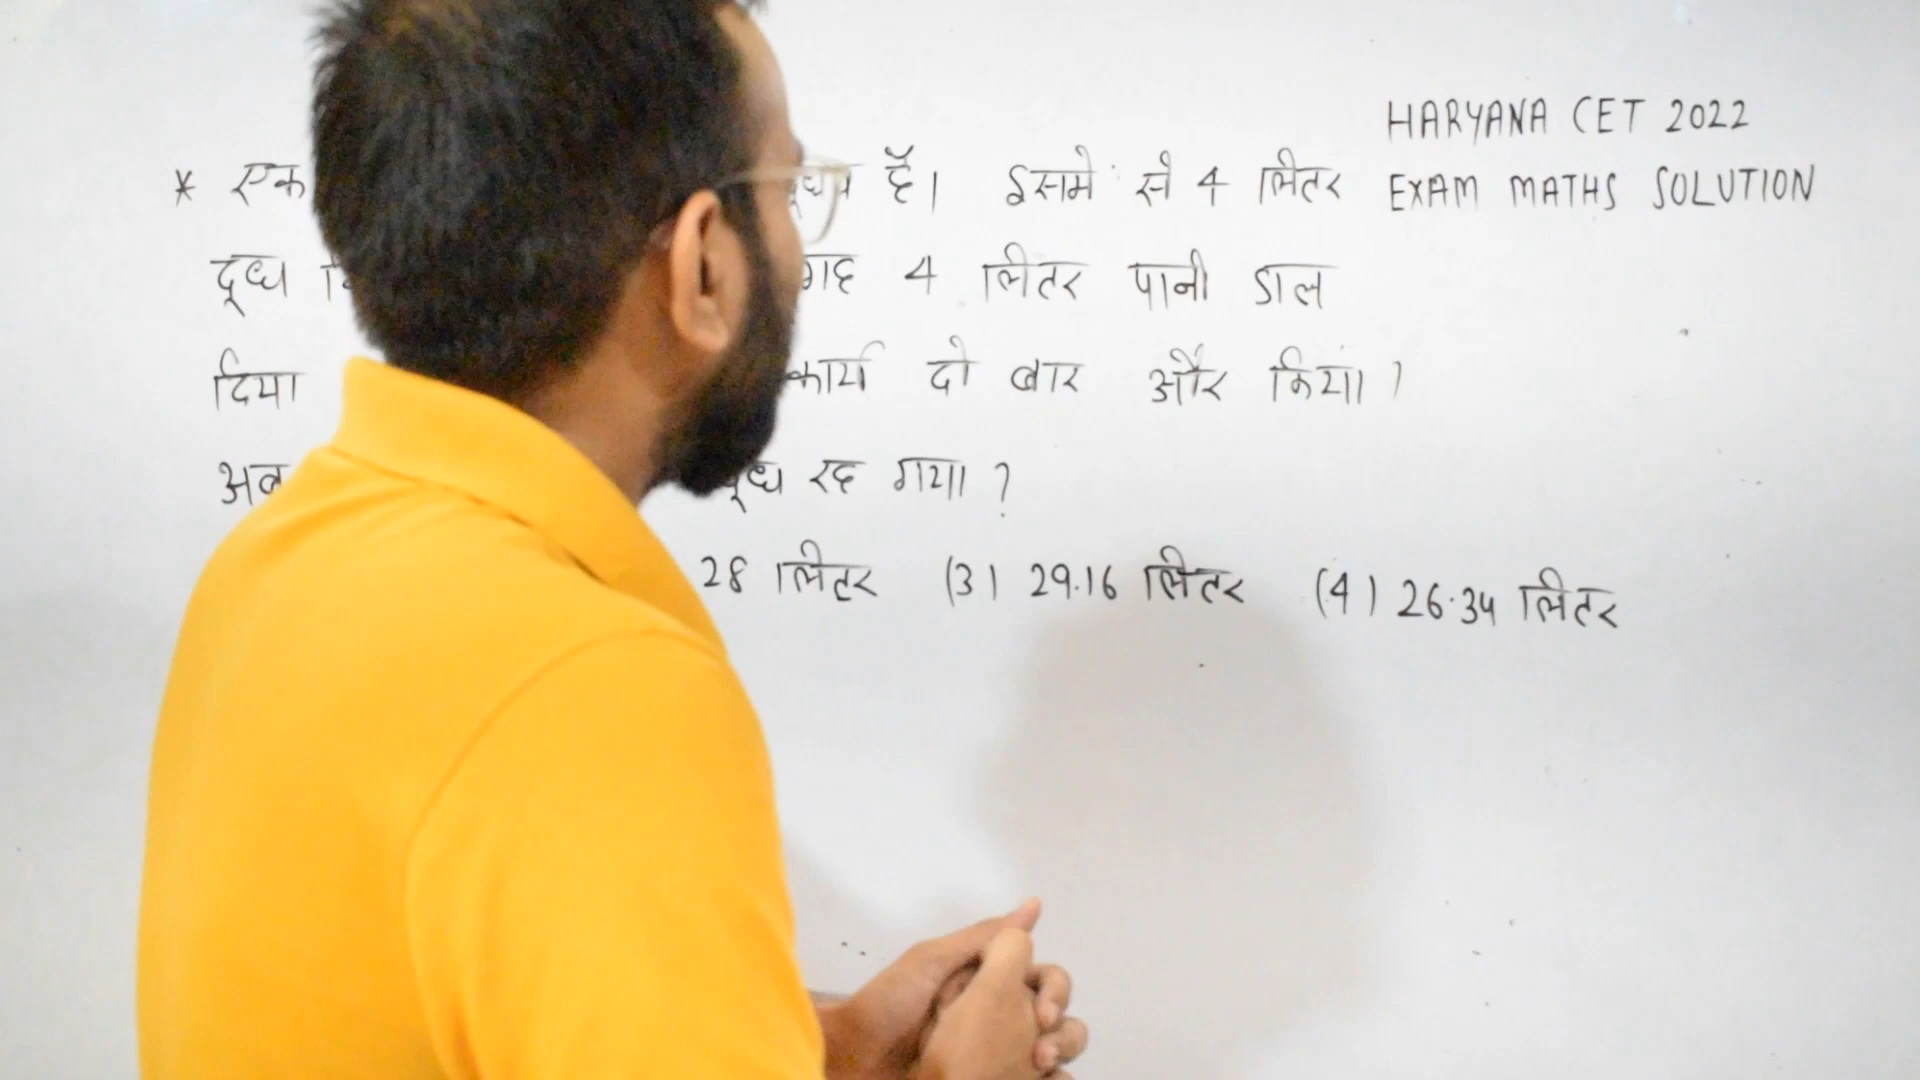 HARYANA CET 2022
EXAM MATHS SOLUTION
* एक है। इसमें से 4 लिटर
दूध 4 लिटर पानी डाल
दिया कार्य दो बार और किया।
अब दूध रह गया ?
28 लिटर (3) 29.16 लिटर (4) 26.34 लिटर